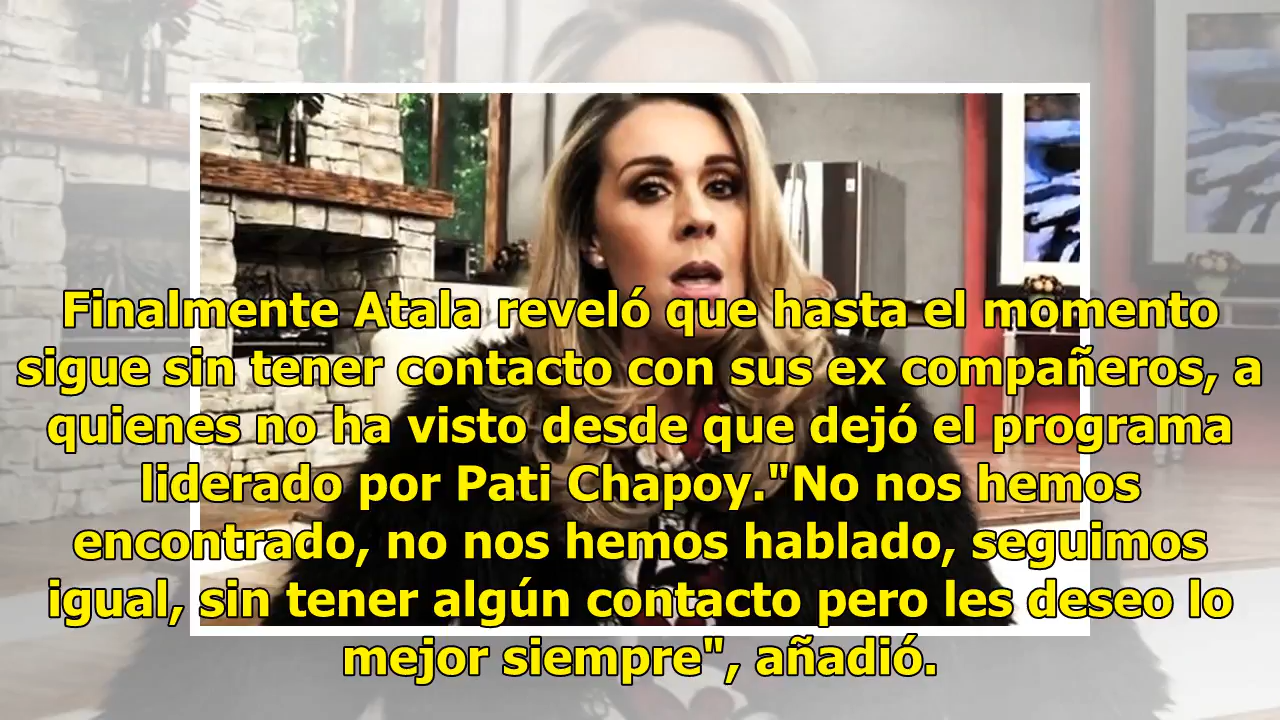 Finalmente Atala reveló que hasta el momento
sigue sin tener contacto con sus ex compañeros, a
quienes no ha visto desde que dejó el programa
liderado por Pati Chapoy."No nos hemos
encontrado, no nos hemos hablado, seguimos
igual, sin tener algún contacto pero les deseo lo
mejor siempre", añadió.